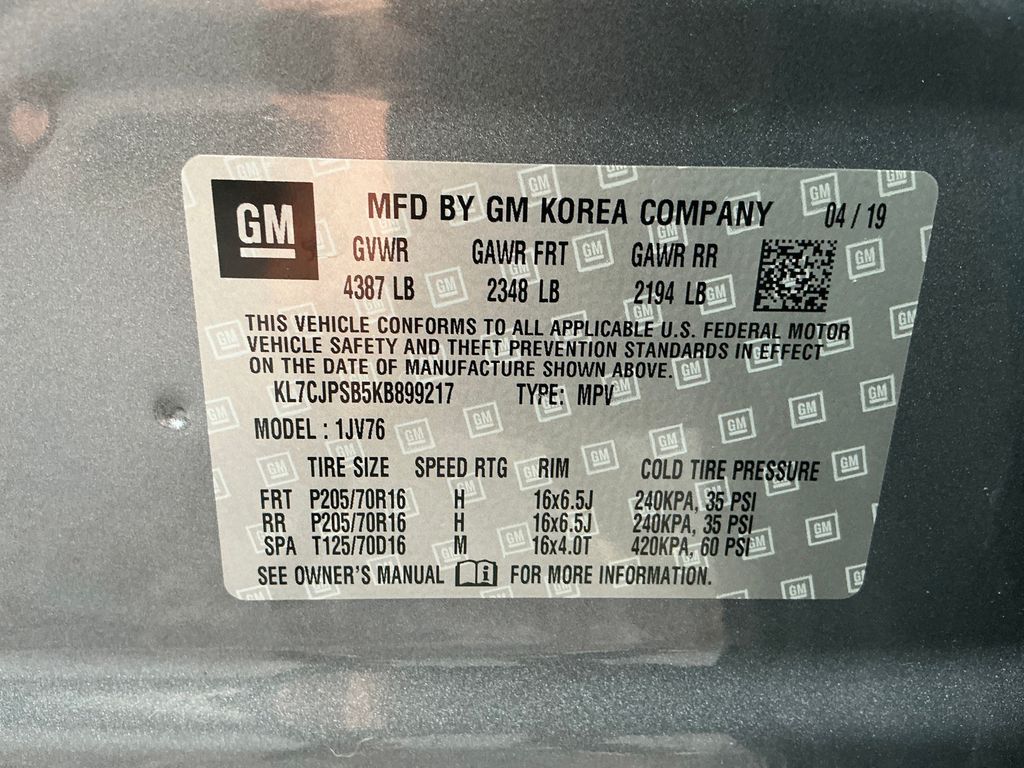 GM
MFD BY GM KOREA COMPANY 04 / 19
GVWR GAWR FRT GAWR RR
4387 LB 2348 LB 2194 LB
THIS VEHICLE CONFORMS TO ALL APPLICABLE U.S. FEDERAL MOTOR
VEHICLE SAFETY AND THEFT PREVENTION STANDARDS IN EFFECT
ON THE DATE OF MANUFACTURE SHOWN ABOVE.
KL7CJPSB5KB899217 TYPE: MPV
MODEL : 1JV76
TIRE SIZE SPEED RTG RIM COLD TIRE PRESSURE
FRT P205/70R16 H 16x6.5J 240KPA, 35 PSI
RR P205/70R16 H 16x6.5J 240KPA, 35 PSI
SPA T125/70D16 M 16x4.0T 420KPA, 60 PSI
SEE OWNER'S MANUAL FOR MORE INFORMATION.